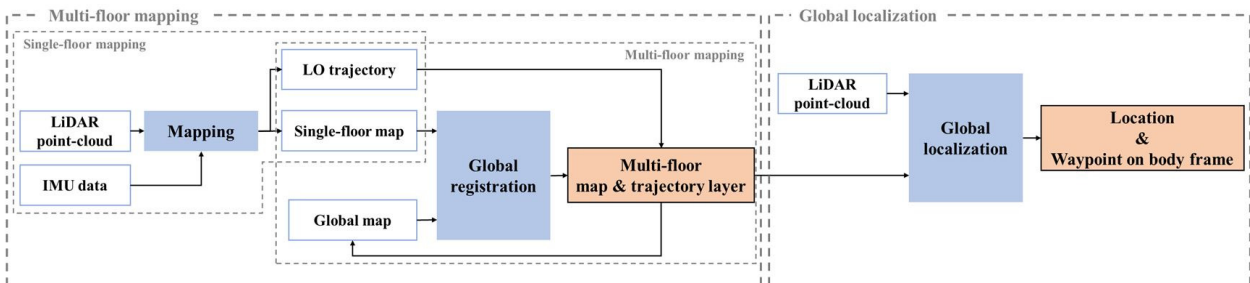 Multi-floor mapping
Global localization
Single-floor mapping
Multi-floor mapping
LO trajectory
LiDAR
point-cloud
Mapping
Single-floor map
IMU data
Global
registration
Global map
Multi-floor
map & trajectory layer
LiDAR
point-cloud
Global
localization
Location
&
Waypoint on body frame